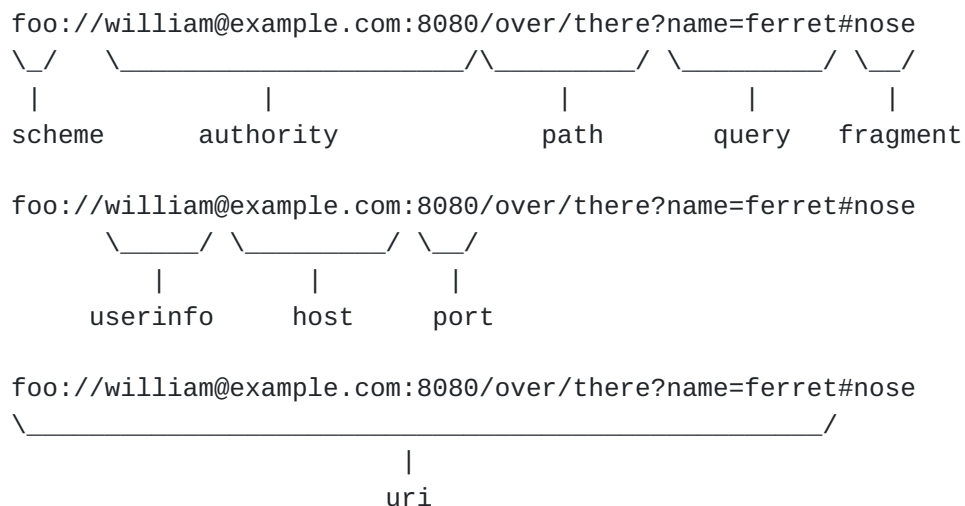 foo://william@example.com:8080/over/there?name=ferret#nose
\_/   \______________________/\_________/ \_________/ \__/
 |              |                  |           |        |
scheme      authority             path       query   fragment
foo://william@example.com:8080/over/there?name=ferret#nose
      \_____/ \_________/ \__/
         |         |        |
     userinfo     host     port
foo://william@example.com:8080/over/there?name=ferret#nose
\___________________________________________________/
                         |
                        uri